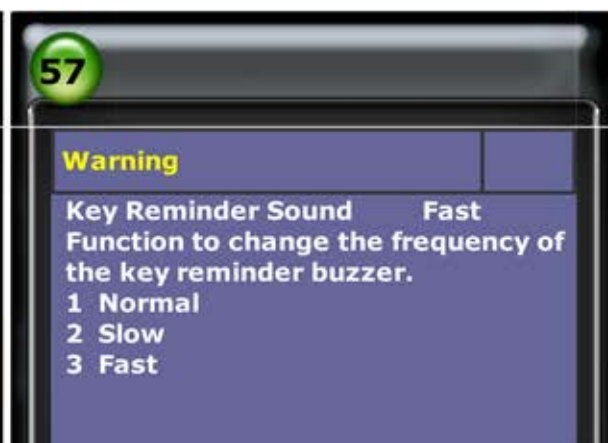 57
Warning
Key Reminder Sound Fast
Function to change the frequency of
the key reminder buzzer.
1 Normal
2 Slow
3 Fast